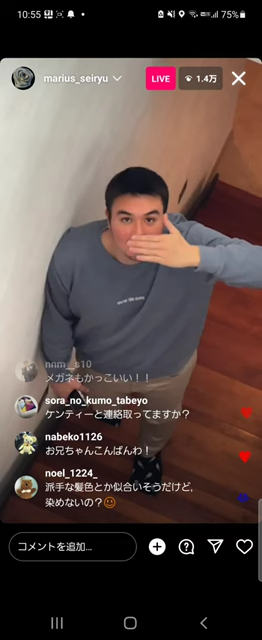 10:55
75%
marius_seiryu
LIVE
1.4万
nnm__s10
メガネもかっこいい！！
sora_no_kumo_tabeyo
ケンティーと連絡取ってますか？
nabeko1126
お兄ちゃんこんばんわ！
noel_1224_
派手な髪色とか似合いそうだけど,
染めないの？
コメントを追加...